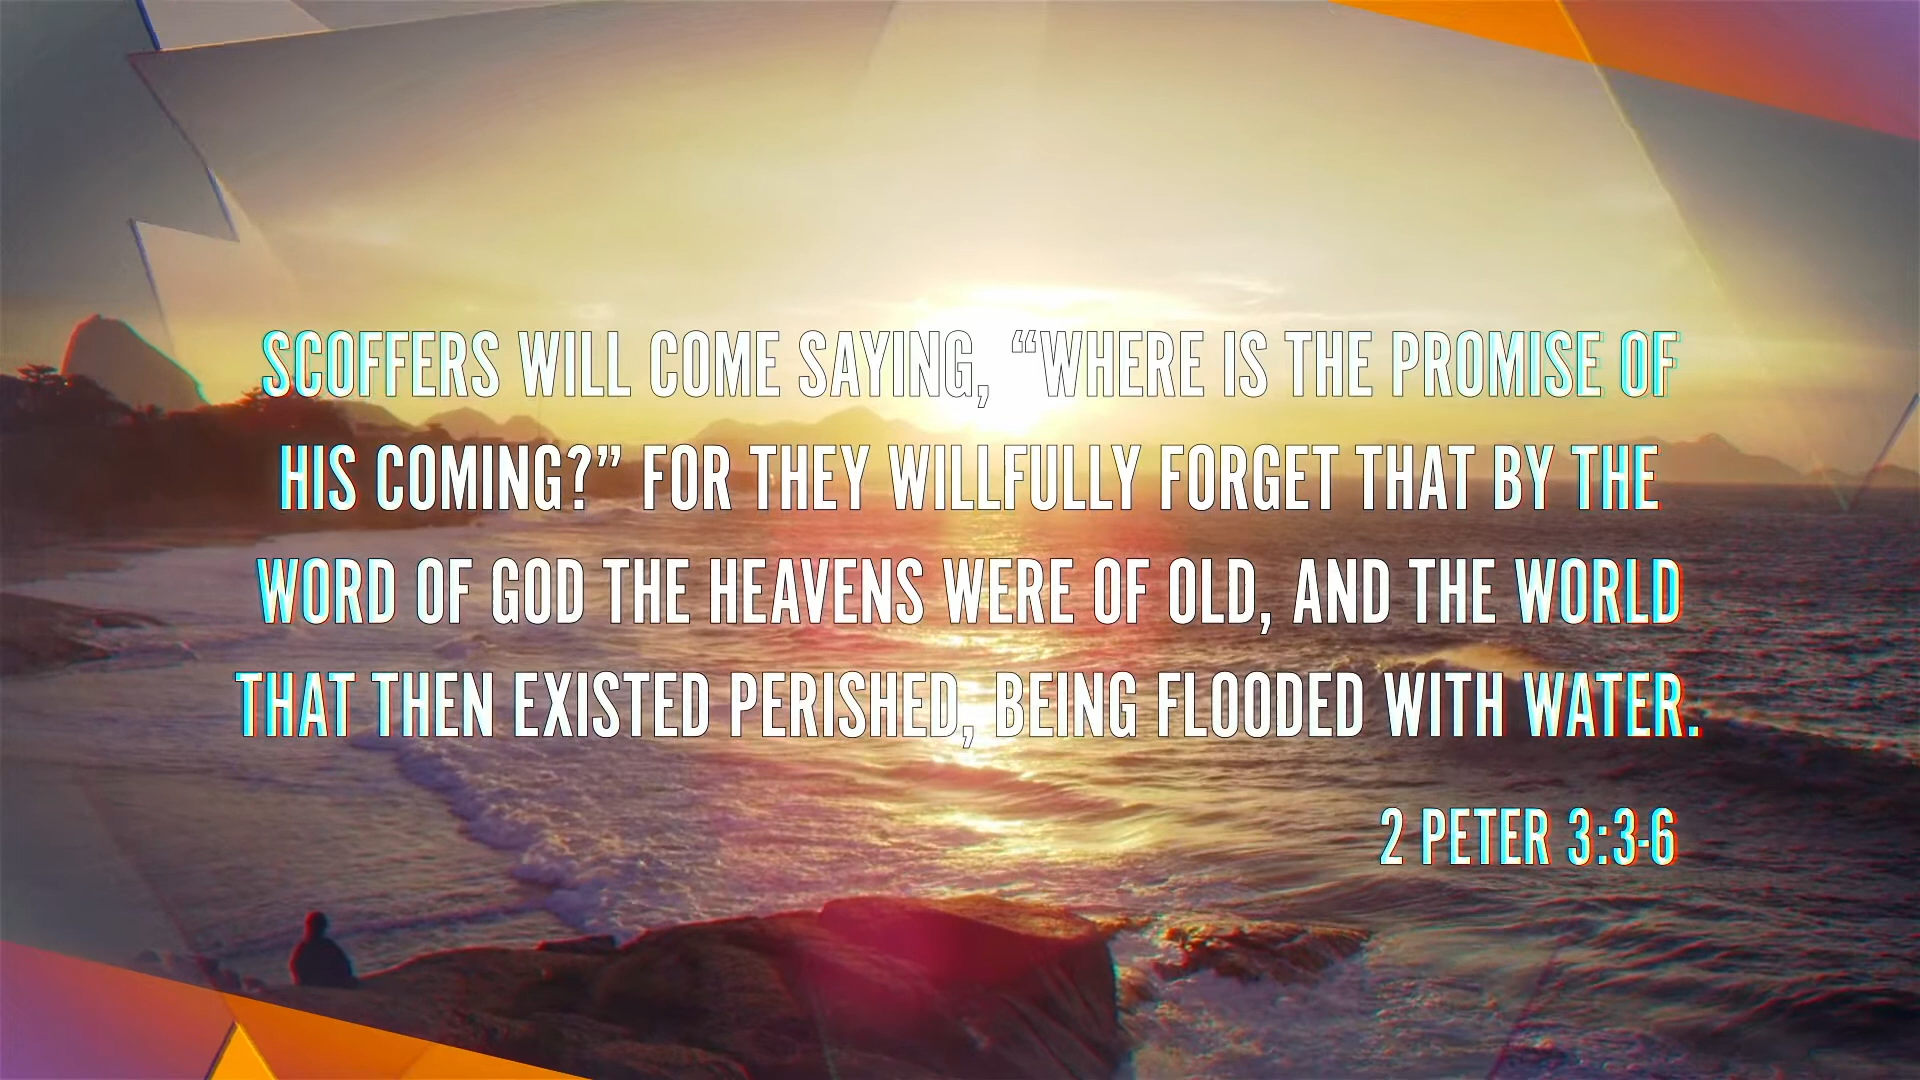 SCOFFERS WILL COME SAYING, “WHERE IS THE PROMISE OF
HIS COMING?” FOR THEY WILLFULLY FORGET THAT BY THE
WORD OF GOD THE HEAVENS WERE OF OLD, AND THE WORLD
THAT THEN EXISTED PERISHED, BEING FLOODED WITH WATER.
2 PETER 3:3-6